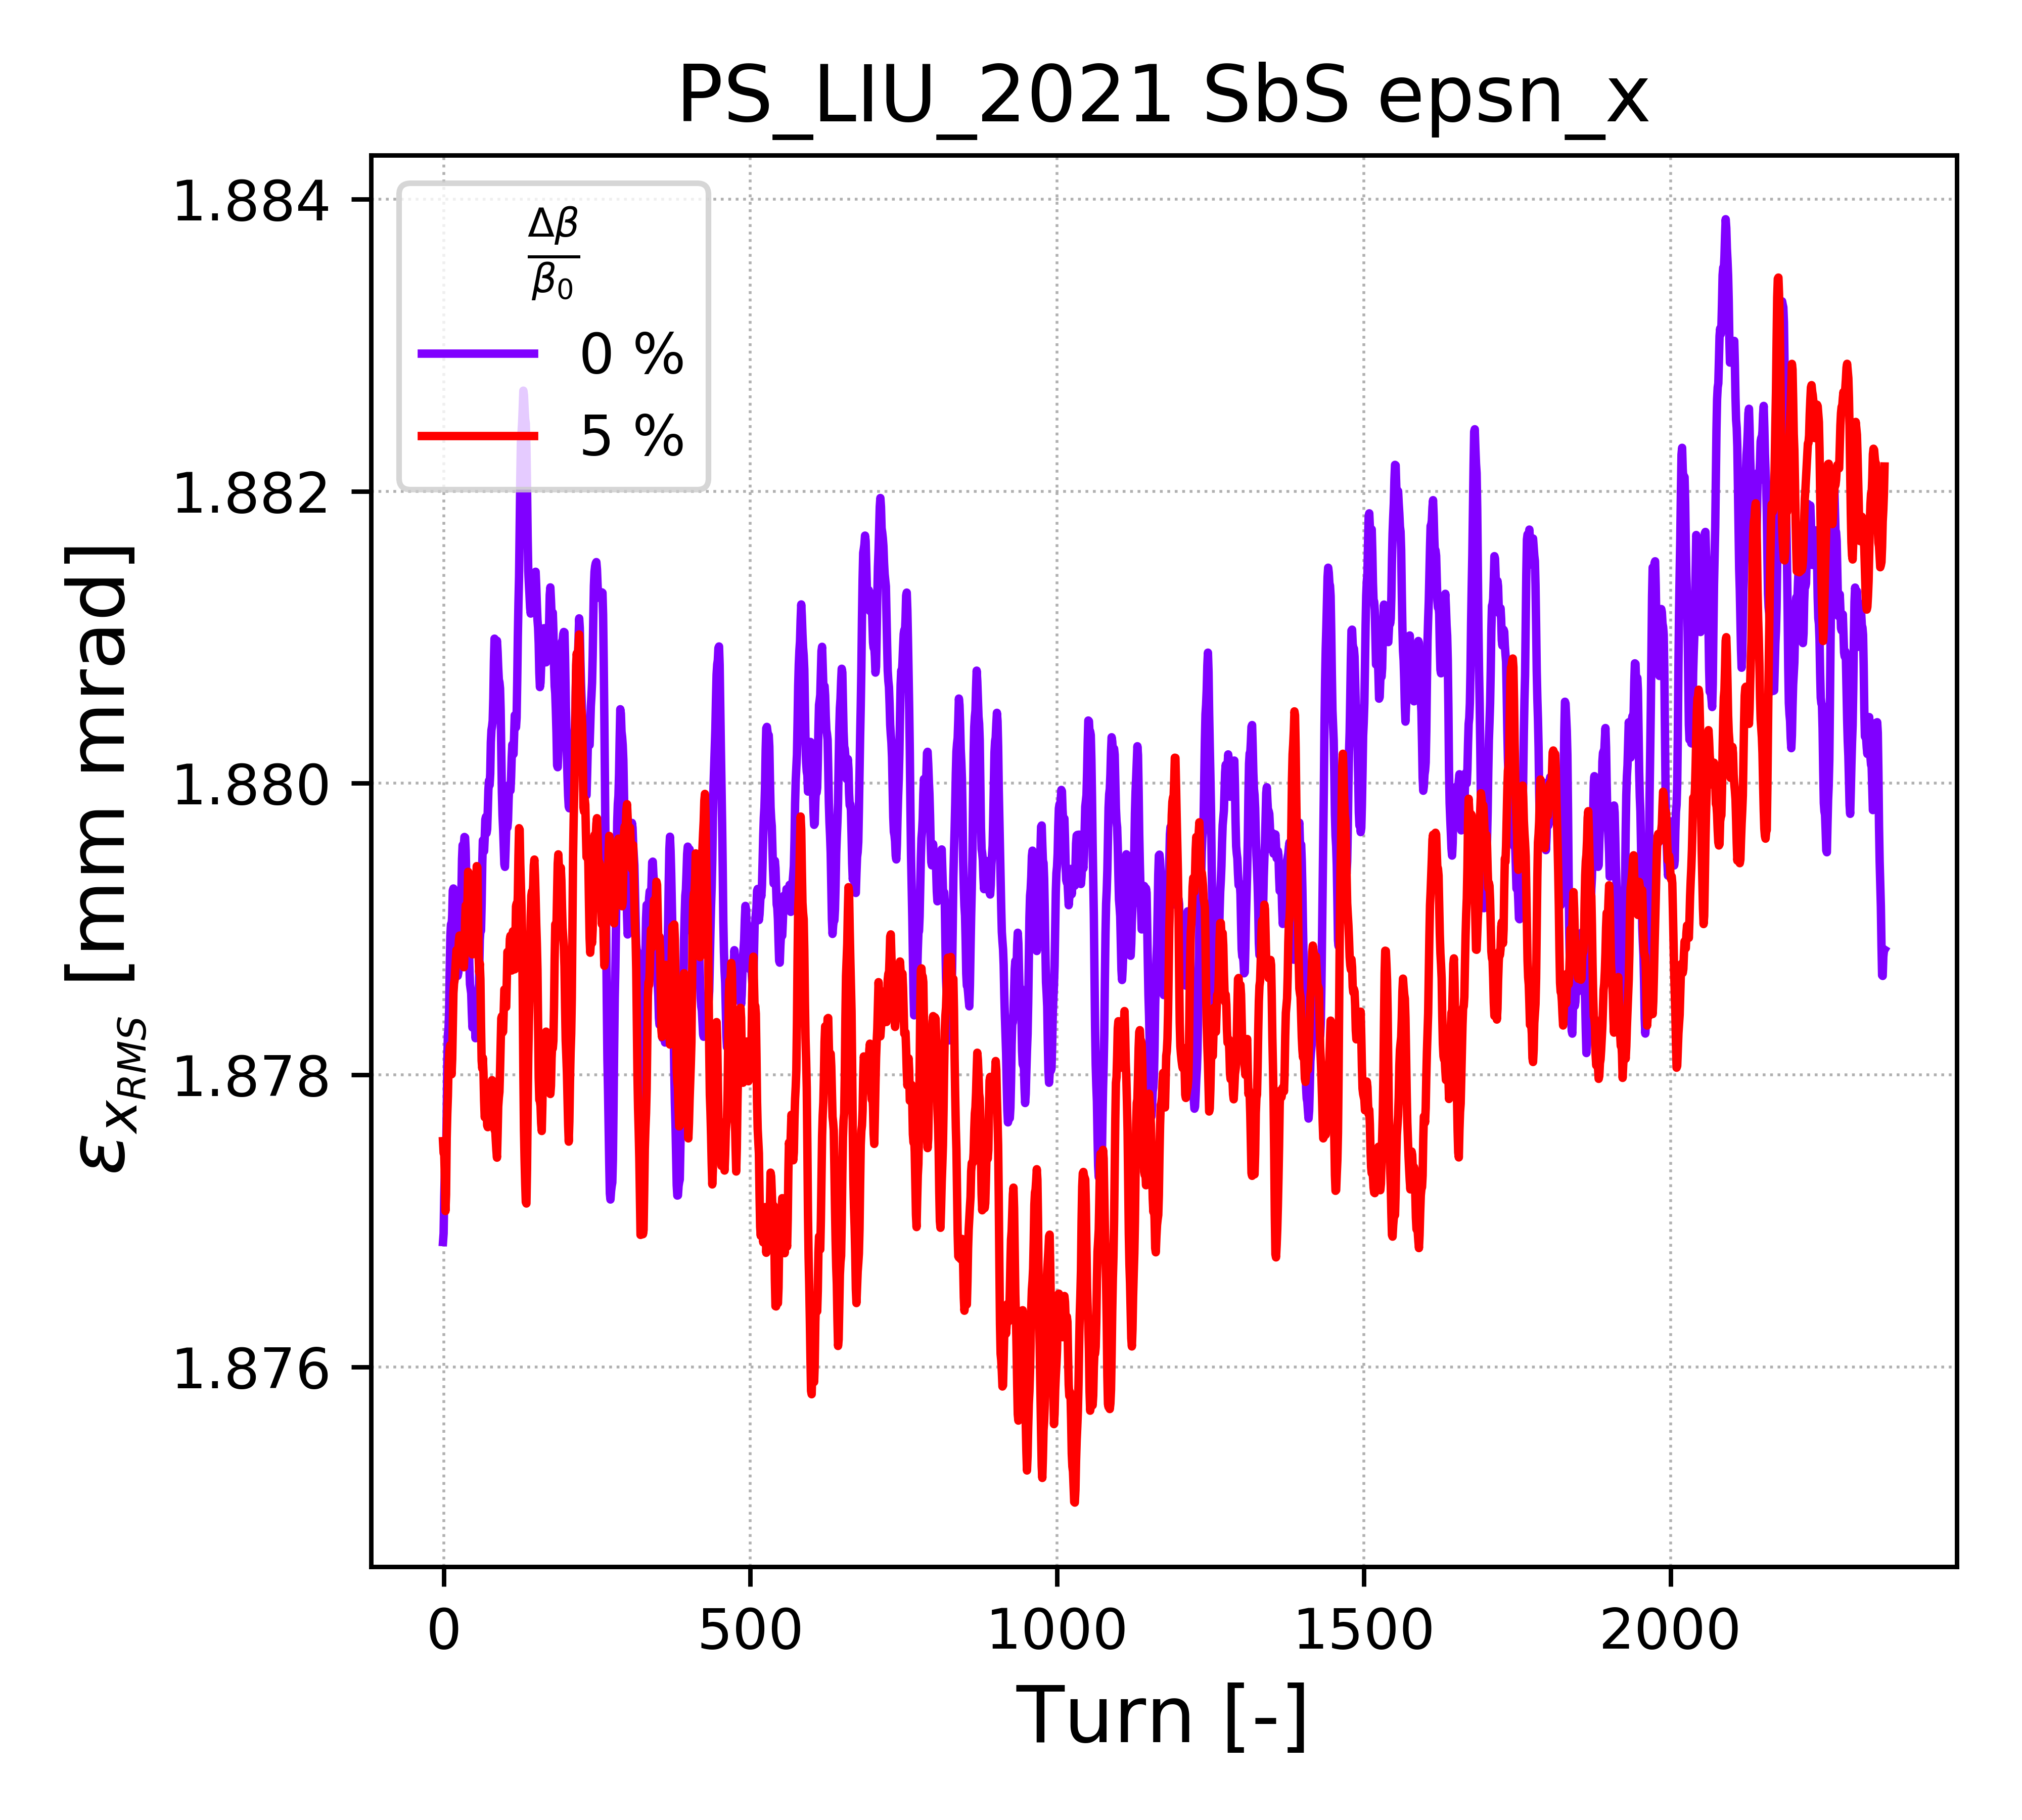 PS_LIU_2021 SbS epsn_x
1.884
1.882
1.880
1.878
1.876
ε x RMS [mm mrad]
Δβ
β0
0 %
5 %
0 500 1000 1500 2000
Turn [-]